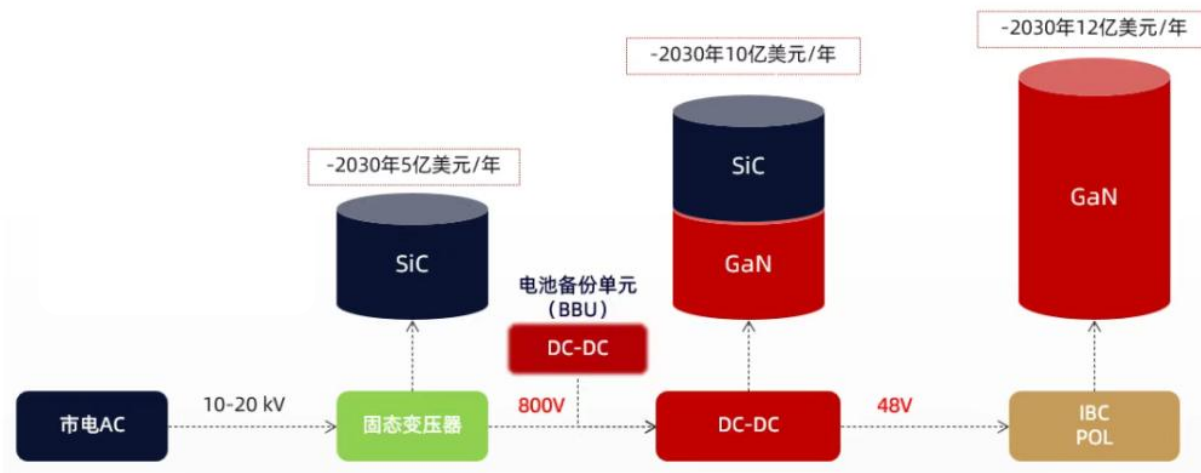 -2030年12亿美元/年
-2030年10亿美元/年
-2030年5亿美元/年
SiC
GaN
SiC
GaN
电池备份单元
（BBU）
DC-DC
市电AC
10-20 kV
固态变压器
800V
DC-DC
48V
IBC
POL